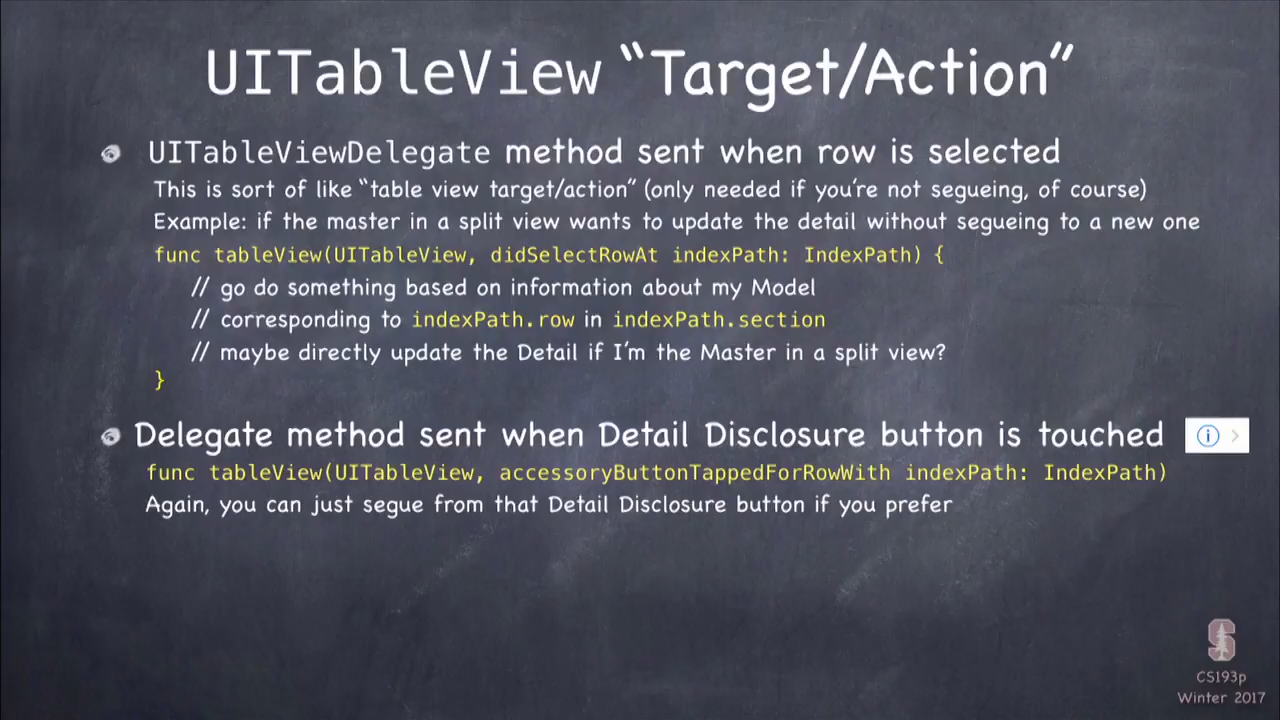 UITableView “Target/Action”
UITableViewDelegate method sent when row is selected
This is sort of like “table view target/action” (only needed if you’re not segueing, of course)
Example: if the master in a split view wants to update the detail without segueing to a new one
func tableView(UITableView, didSelectRowAt indexPath: IndexPath) {
// go do something based on information about my Model
// corresponding to indexPath.row in indexPath.section
// maybe directly update the Detail if I’m the Master in a split view?
}
Delegate method sent when Detail Disclosure button is touched
func tableView(UITableView, accessoryButtonTappedForRowWith indexPath: IndexPath)
Again, you can just segue from that Detail Disclosure button if you prefer
CS193p
Winter 2017